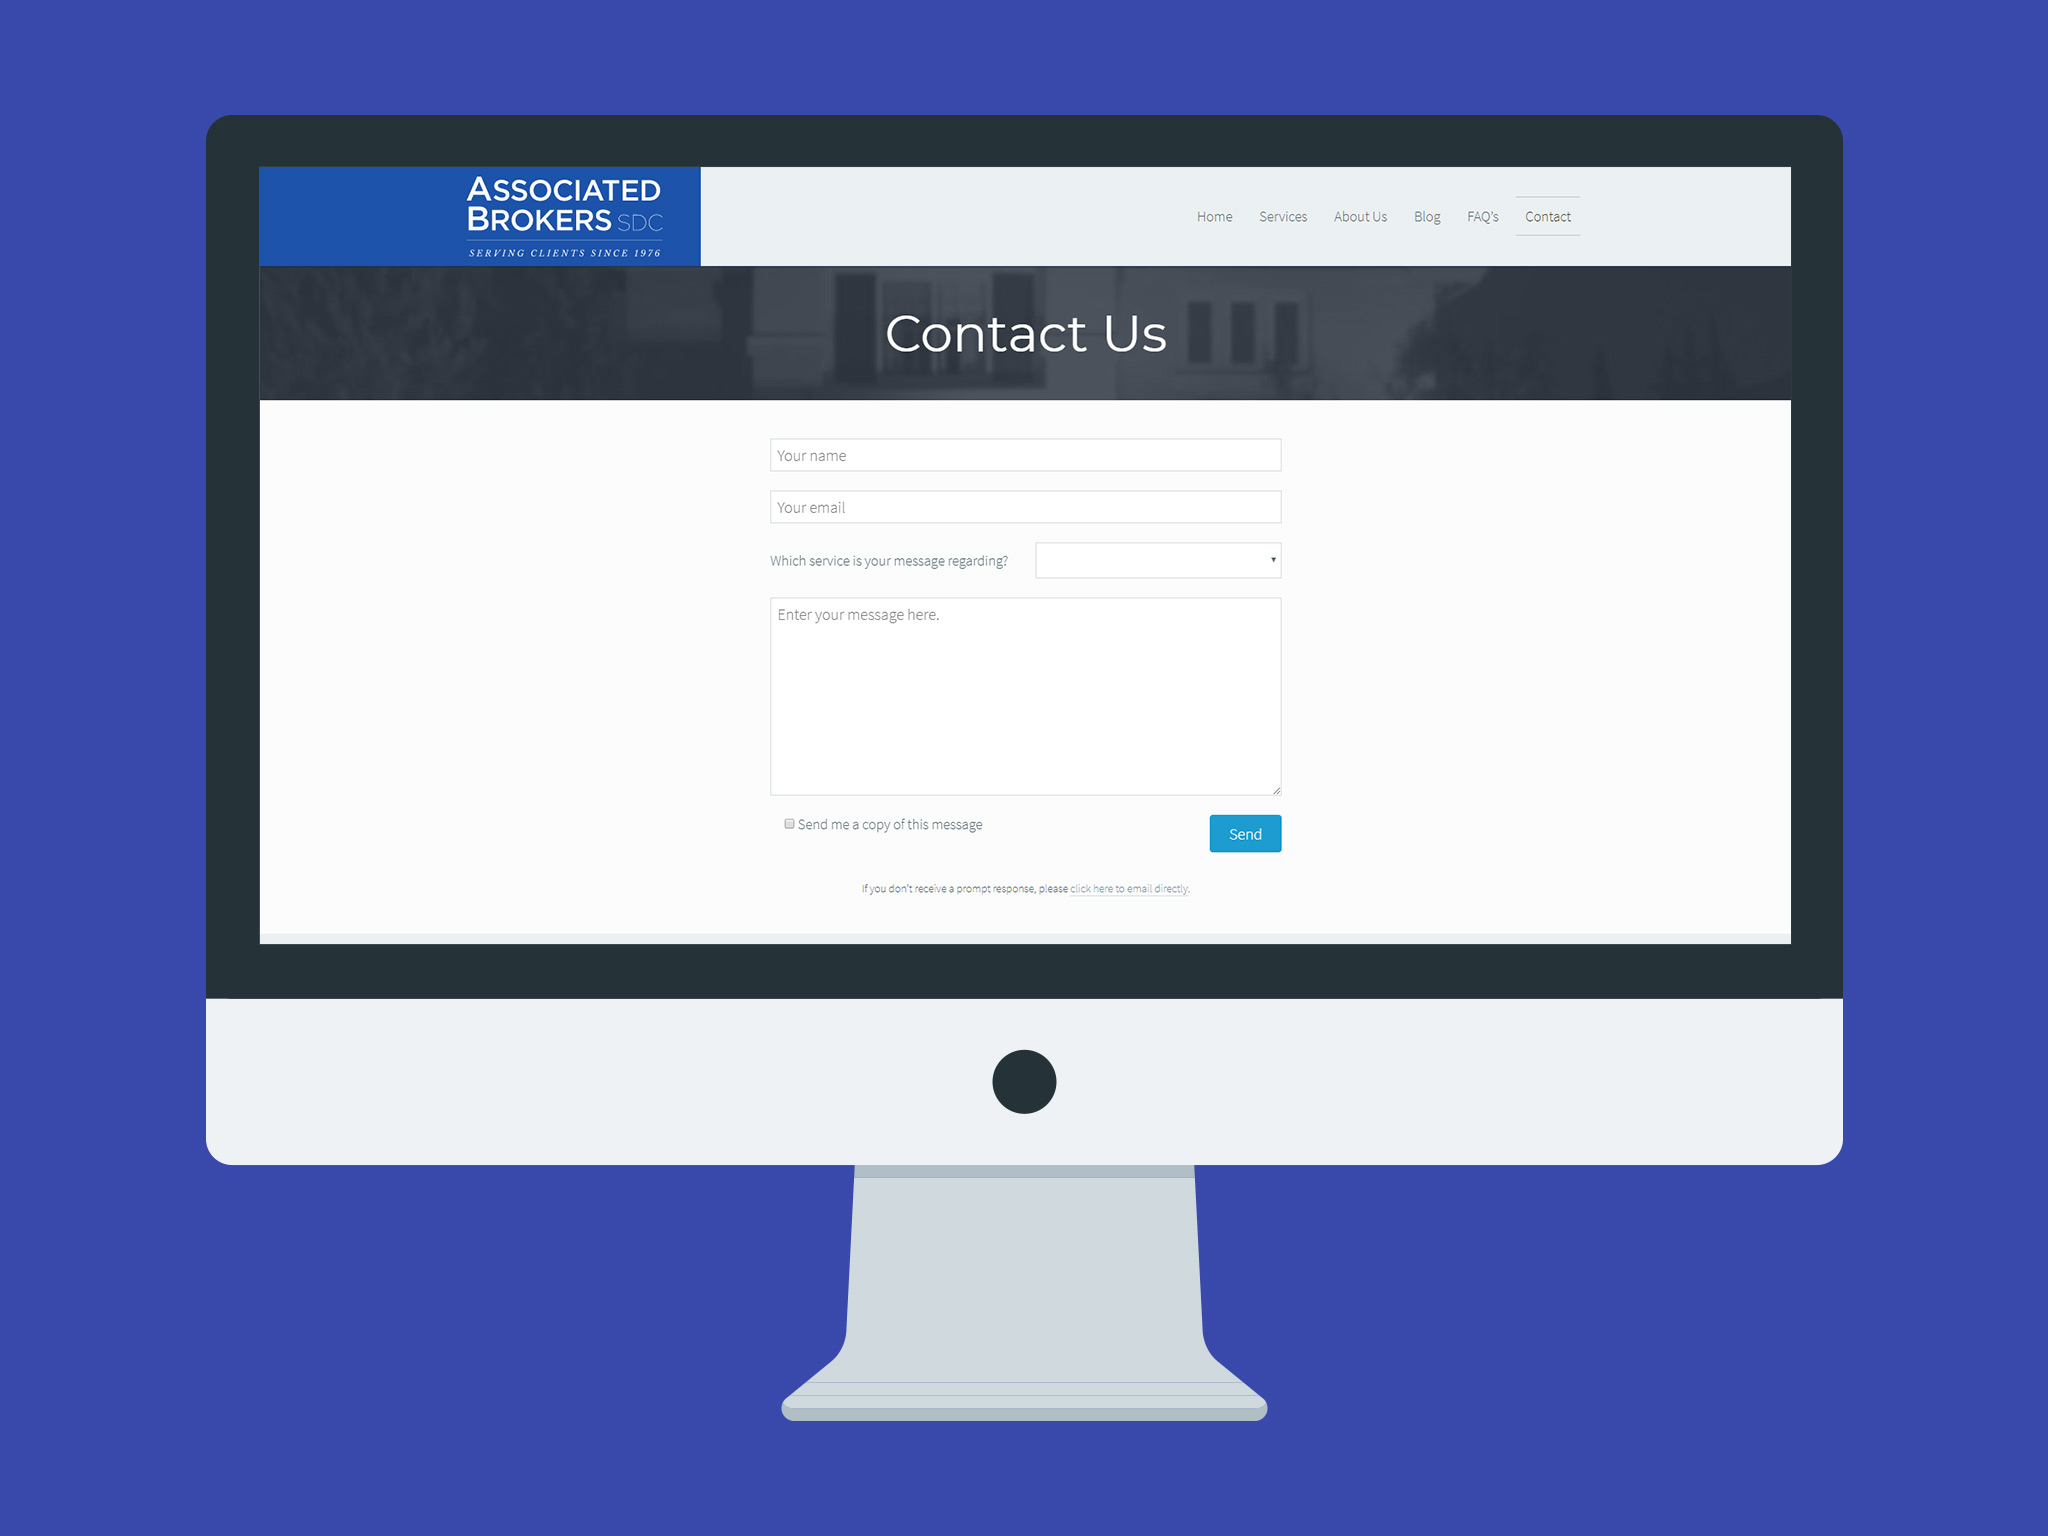 ASSOCIATED
BROKERS SDC
SERVING CLIENTS SINCE 1976
Home Services About Us Blog FAQ's Contact
Contact Us
Your name
Your email
Which service is your message regarding?
Enter your message here.
Send me a copy of this message
Send
If you don't receive a prompt response, please click here to email directly.